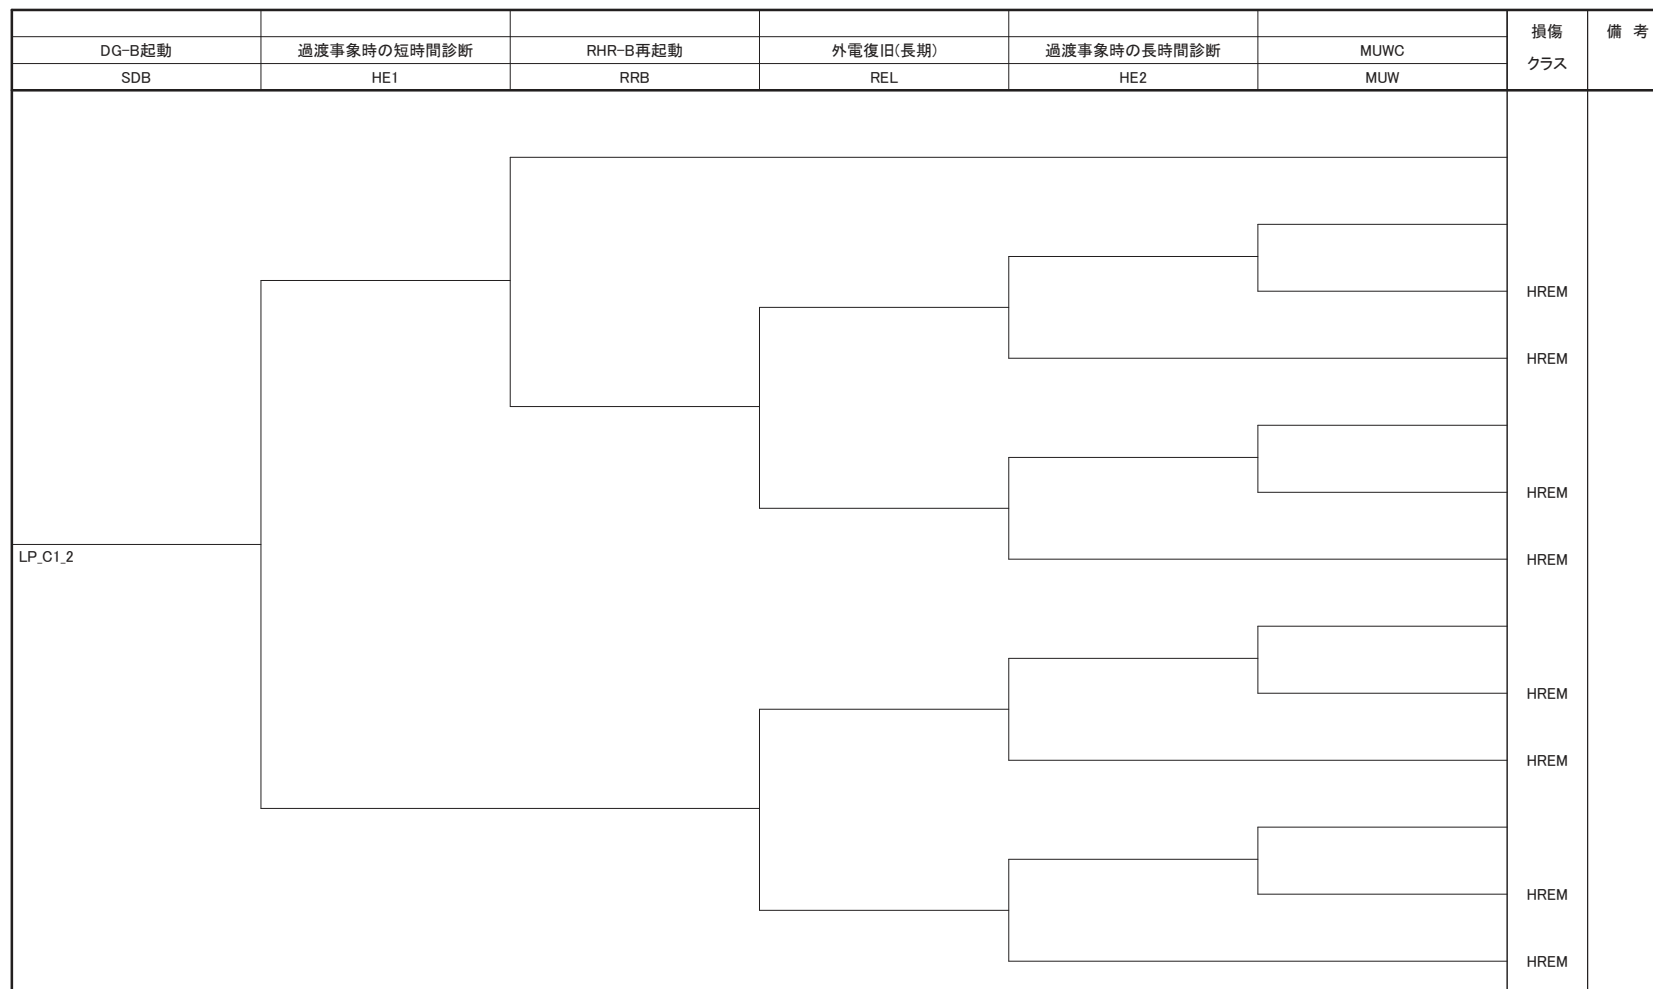 DG-B起動 過渡事象時の短時間診断 RHR-B再起動 外電復旧(長期) 過渡事象時の長時間診断 MUWC 損傷 備 考
SDB HE1 RRB REL HE2 MUW クラス
HREM
HREM
HREM
LP_C1_2
HREM
HREM
HREM
HREM
HREM